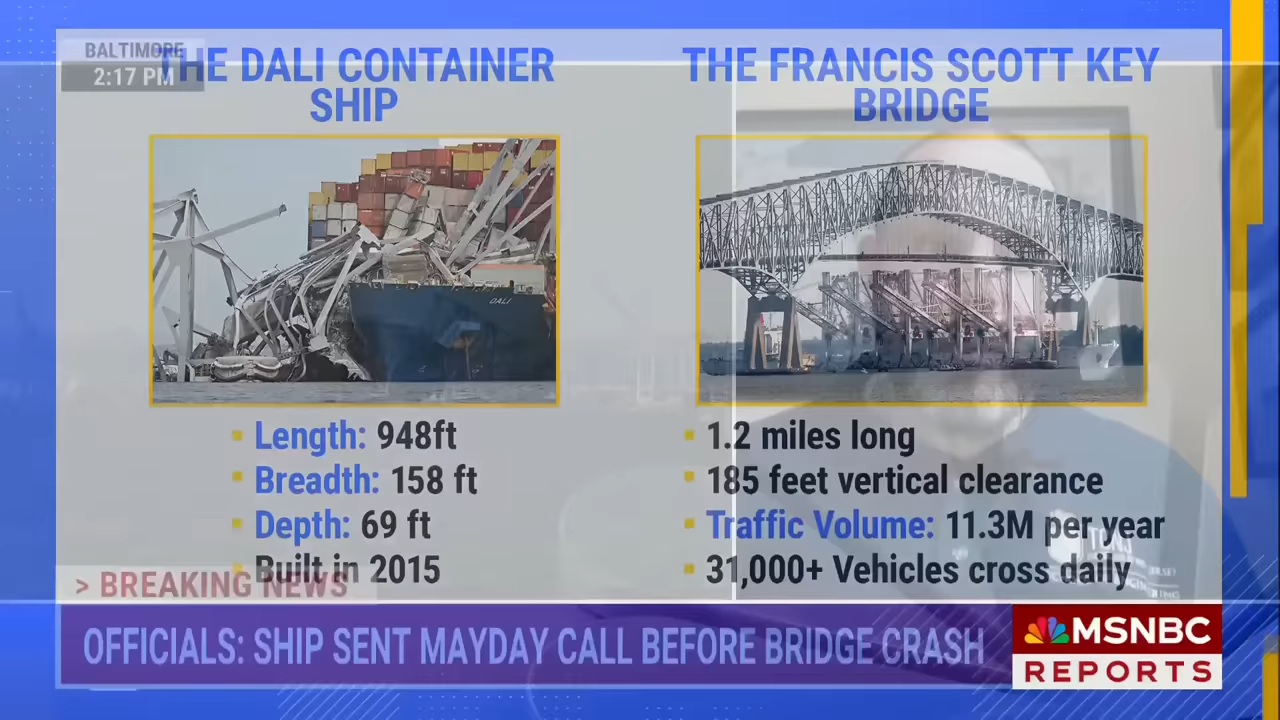 BALTIMORE
2:17 PM
THE DALI CONTAINER
SHIP
THE FRANCIS SCOTT KEY
BRIDGE
DALI
Length: 948ft
Breadth: 158 ft
Depth: 69 ft
Built in 2015
1.2 miles long
185 feet vertical clearance
Traffic Volume: 11.3M per year
31,000+ Vehicles cross daily
> BREAKING NEWS
OFFICIALS: SHIP SENT MAYDAY CALL BEFORE BRIDGE CRASH
MSNBC
REPORTS